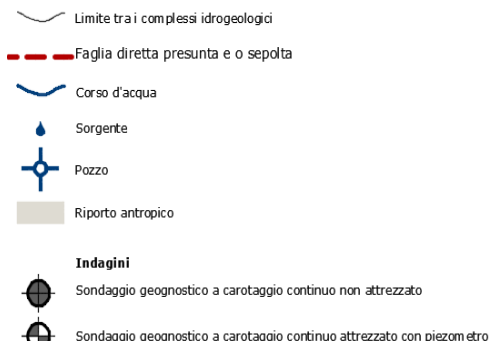 Limite tra i complessi idrogeologici
Faglia diretta presunta e o sepolta
Corso d'acqua
Sorgente
Pozzo
Riporto antropico
Indagini
Sondaggio geognostico a carotaggio continuo non attrezzato
Sondaggio geognostico a carotaggio continuo attrezzato con piezometro